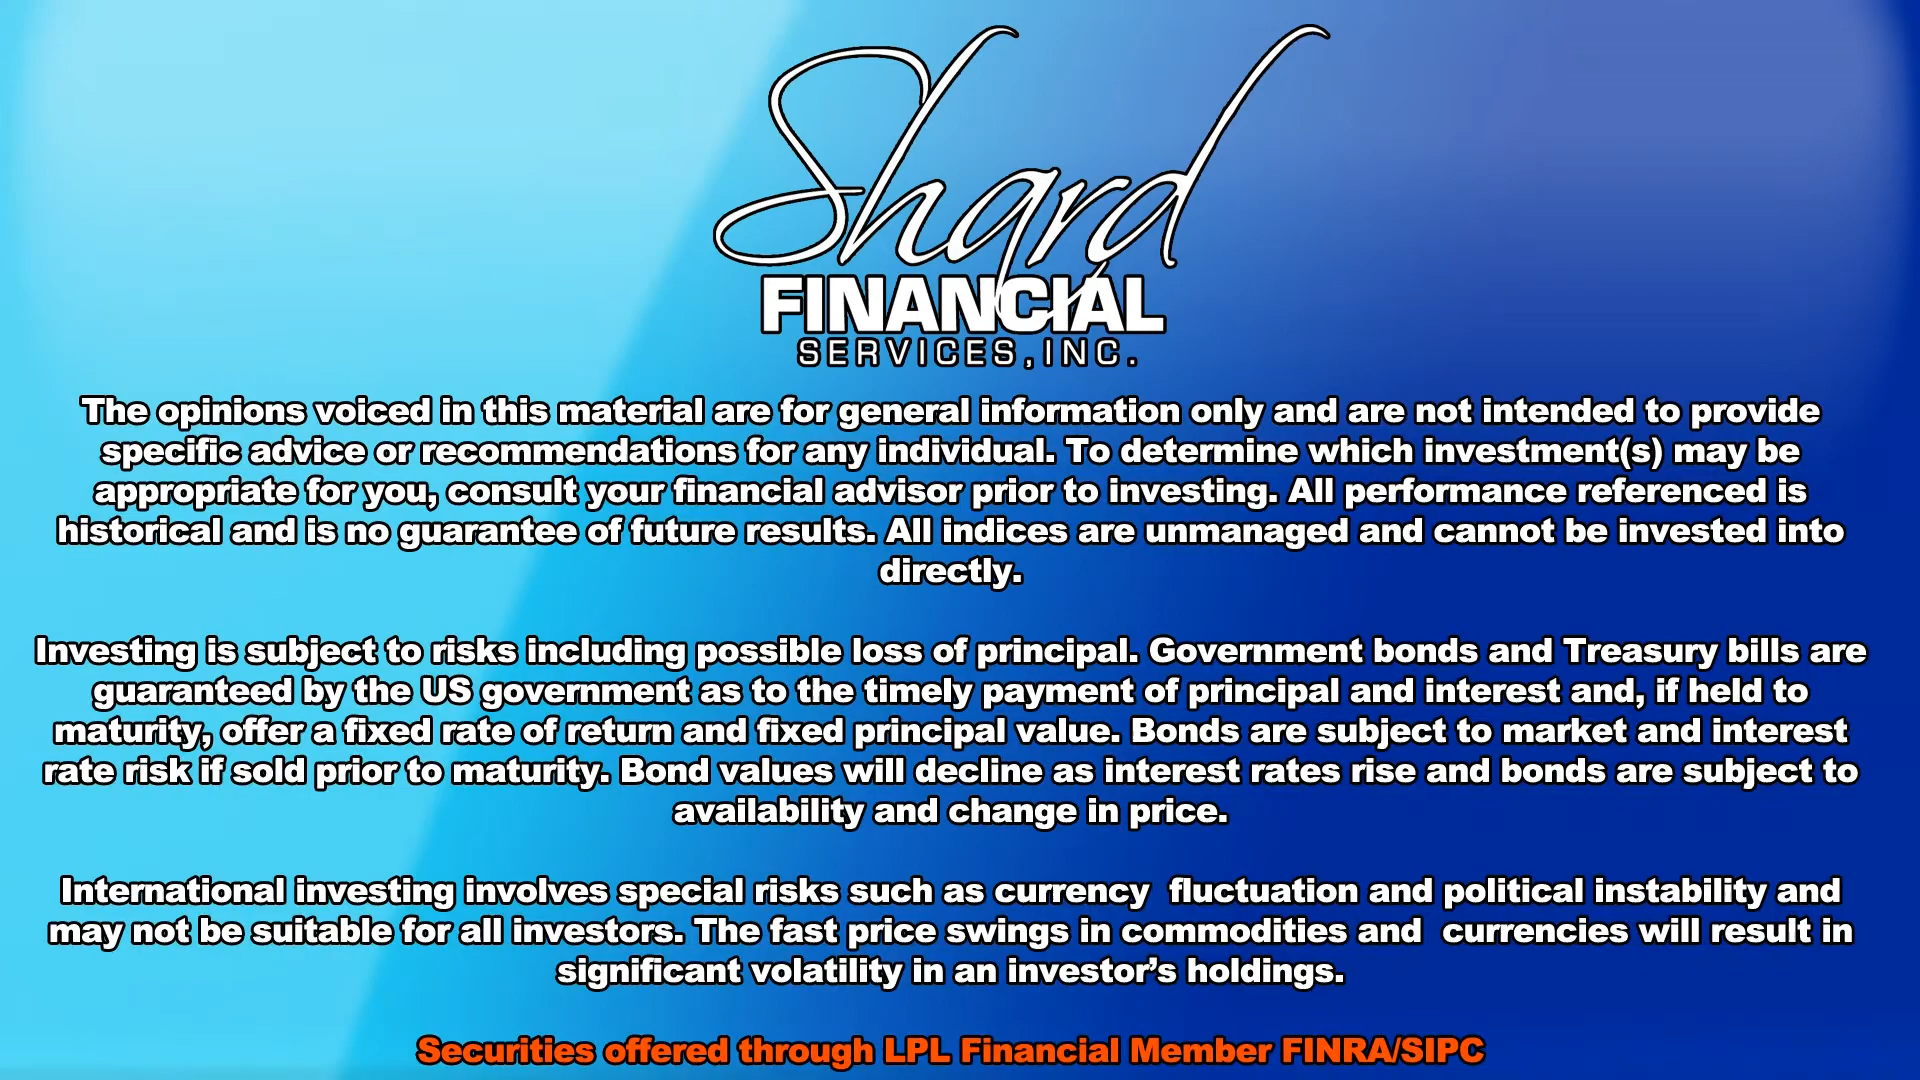 Shard
FINANCIAL
SERVICES, INC.
The opinions voiced in this material are for general information only and are not intended to provide
specific advice or recommendations for any individual. To determine which investment(s) may be
appropriate for you, consult your financial advisor prior to investing. All performance referenced is
historical and is no guarantee of future results. All indices are unmanaged and cannot be invested into
directly.
Investing is subject to risks including possible loss of principal. Government bonds and Treasury bills are
guaranteed by the US government as to the timely payment of principal and interest and, if held to
maturity, offer a fixed rate of return and fixed principal value. Bonds are subject to market and interest
rate risk if sold prior to maturity. Bond values will decline as interest rates rise and bonds are subject to
availability and change in price.
International investing involves special risks such as currency  fluctuation and political instability and
may not be suitable for all investors. The fast price swings in commodities and  currencies will result in
significant volatility in an investor’s holdings.
Securities offered through LPL Financial Member FINRA/SIPC